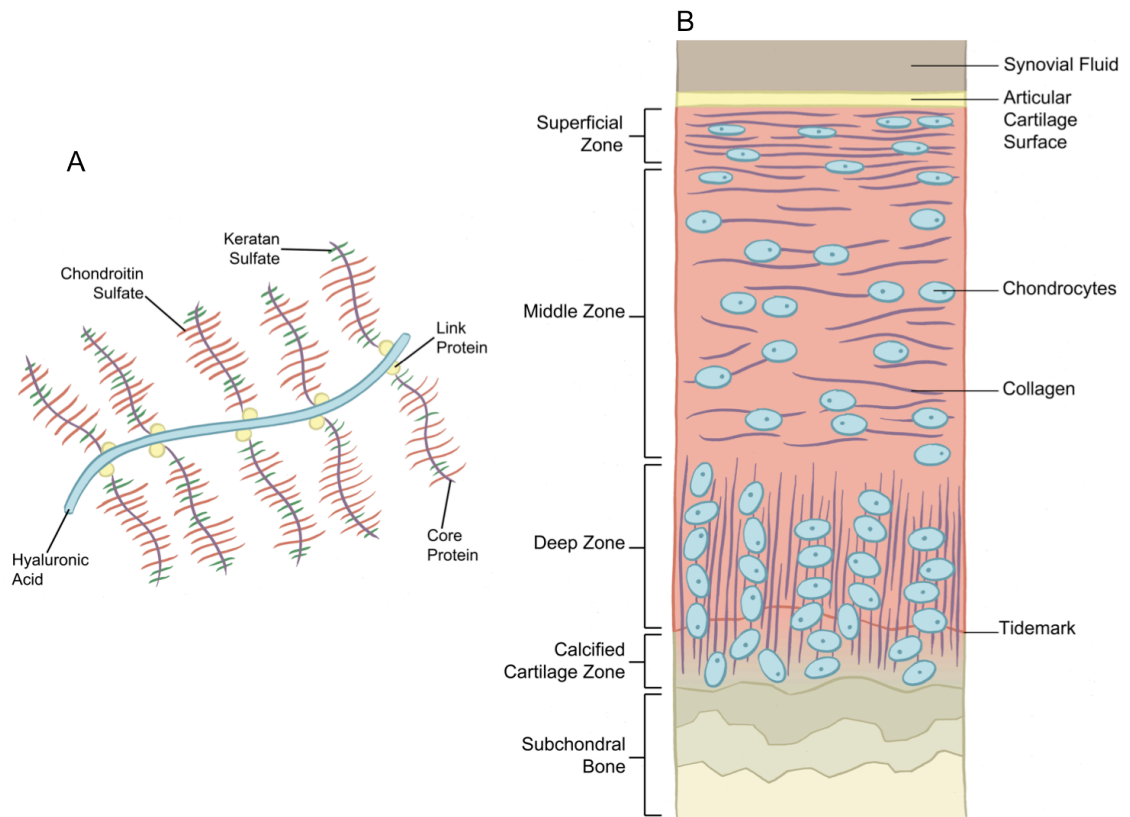 A
Keratan
Sulfate
Chondroitin
Sulfate
Link
Protein
Hyaluronic
Acid
Core
Protein
B
Synovial Fluid
Articular
Cartilage
Surface
Superficial
Zone
Middle Zone
Chondrocytes
Collagen
Deep Zone
Tidemark
Calcified
Cartilage Zone
Subchondral
Bone